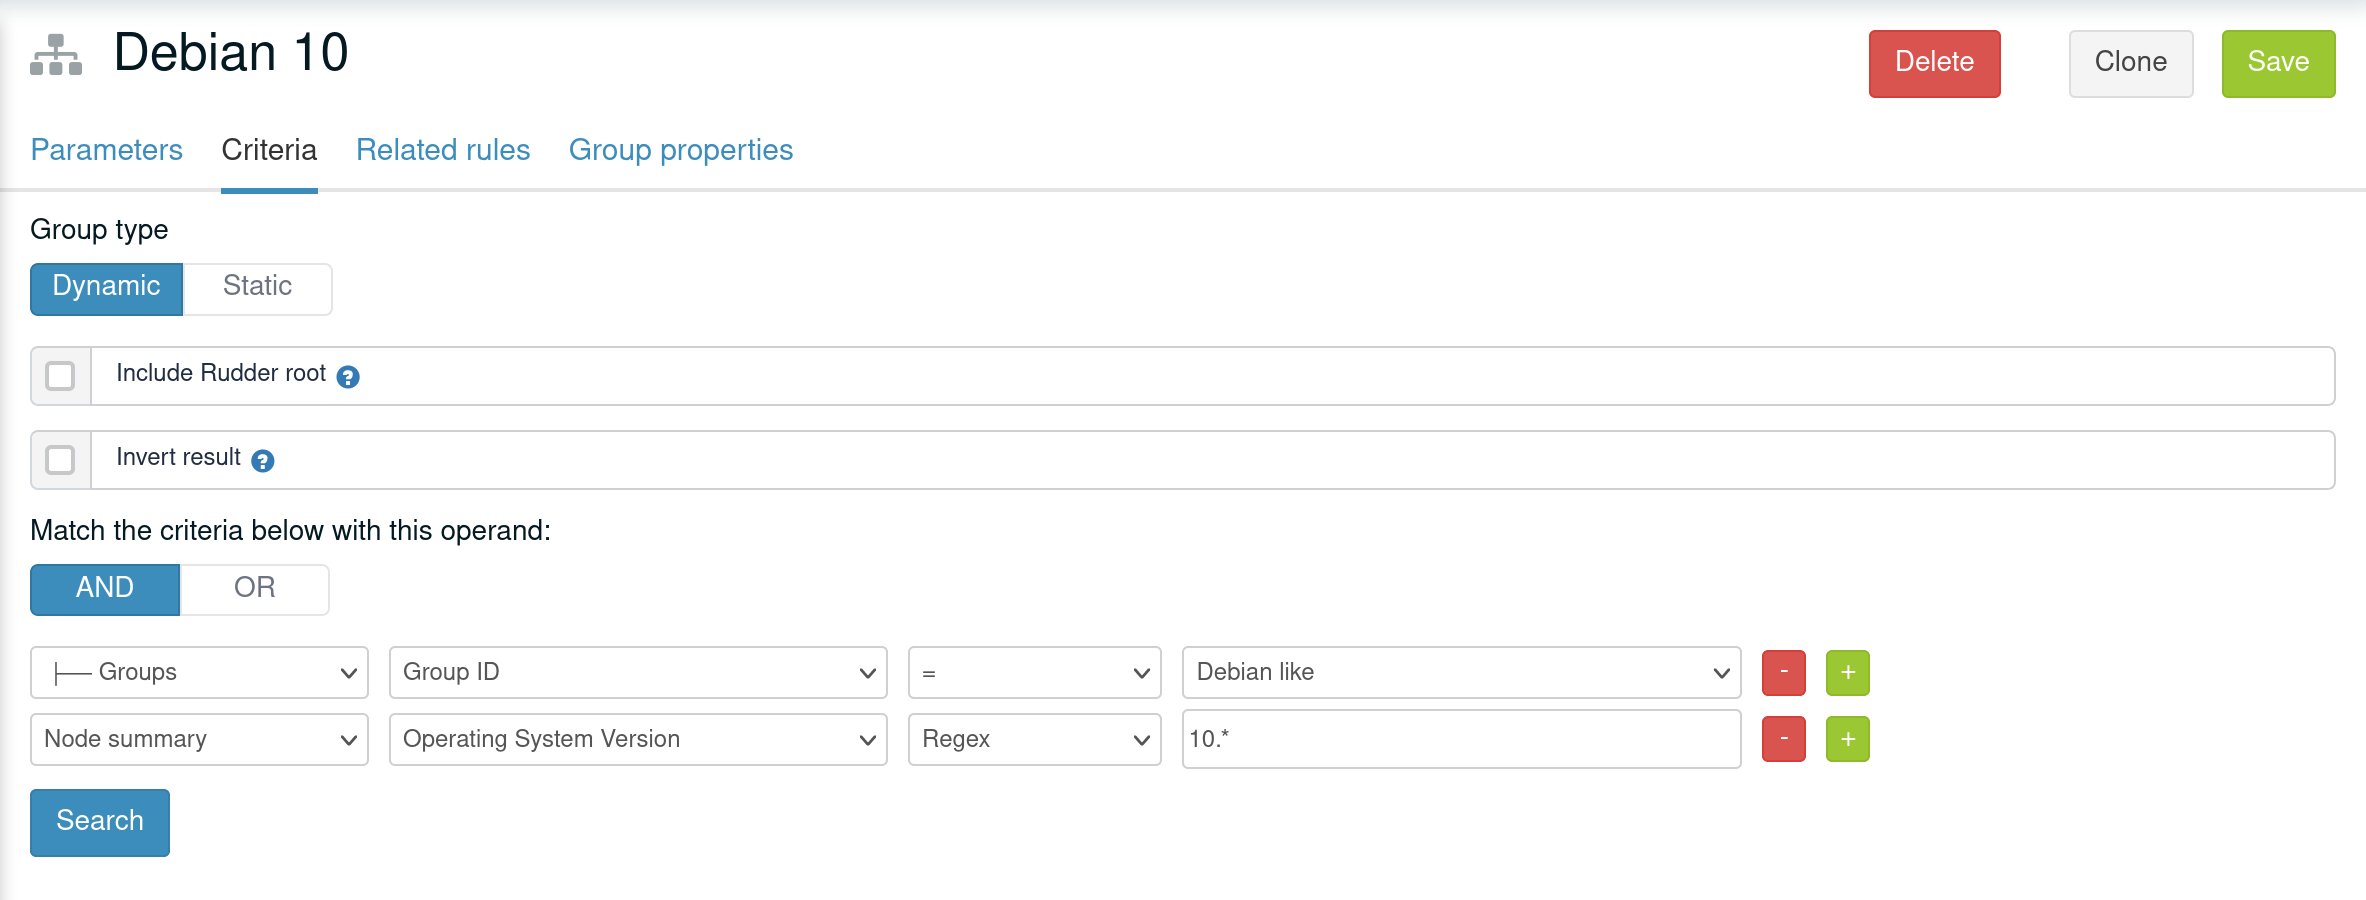 Debian 10
Delete Clone Save
Parameters Criteria Related rules Group properties
Group type
Dynamic Static
Include Rudder root ?
Invert result ?
Match the criteria below with this operand:
AND OR
├── Groups Group ID = Debian like - +
Node summary Operating System Version Regex 10.* - +
Search